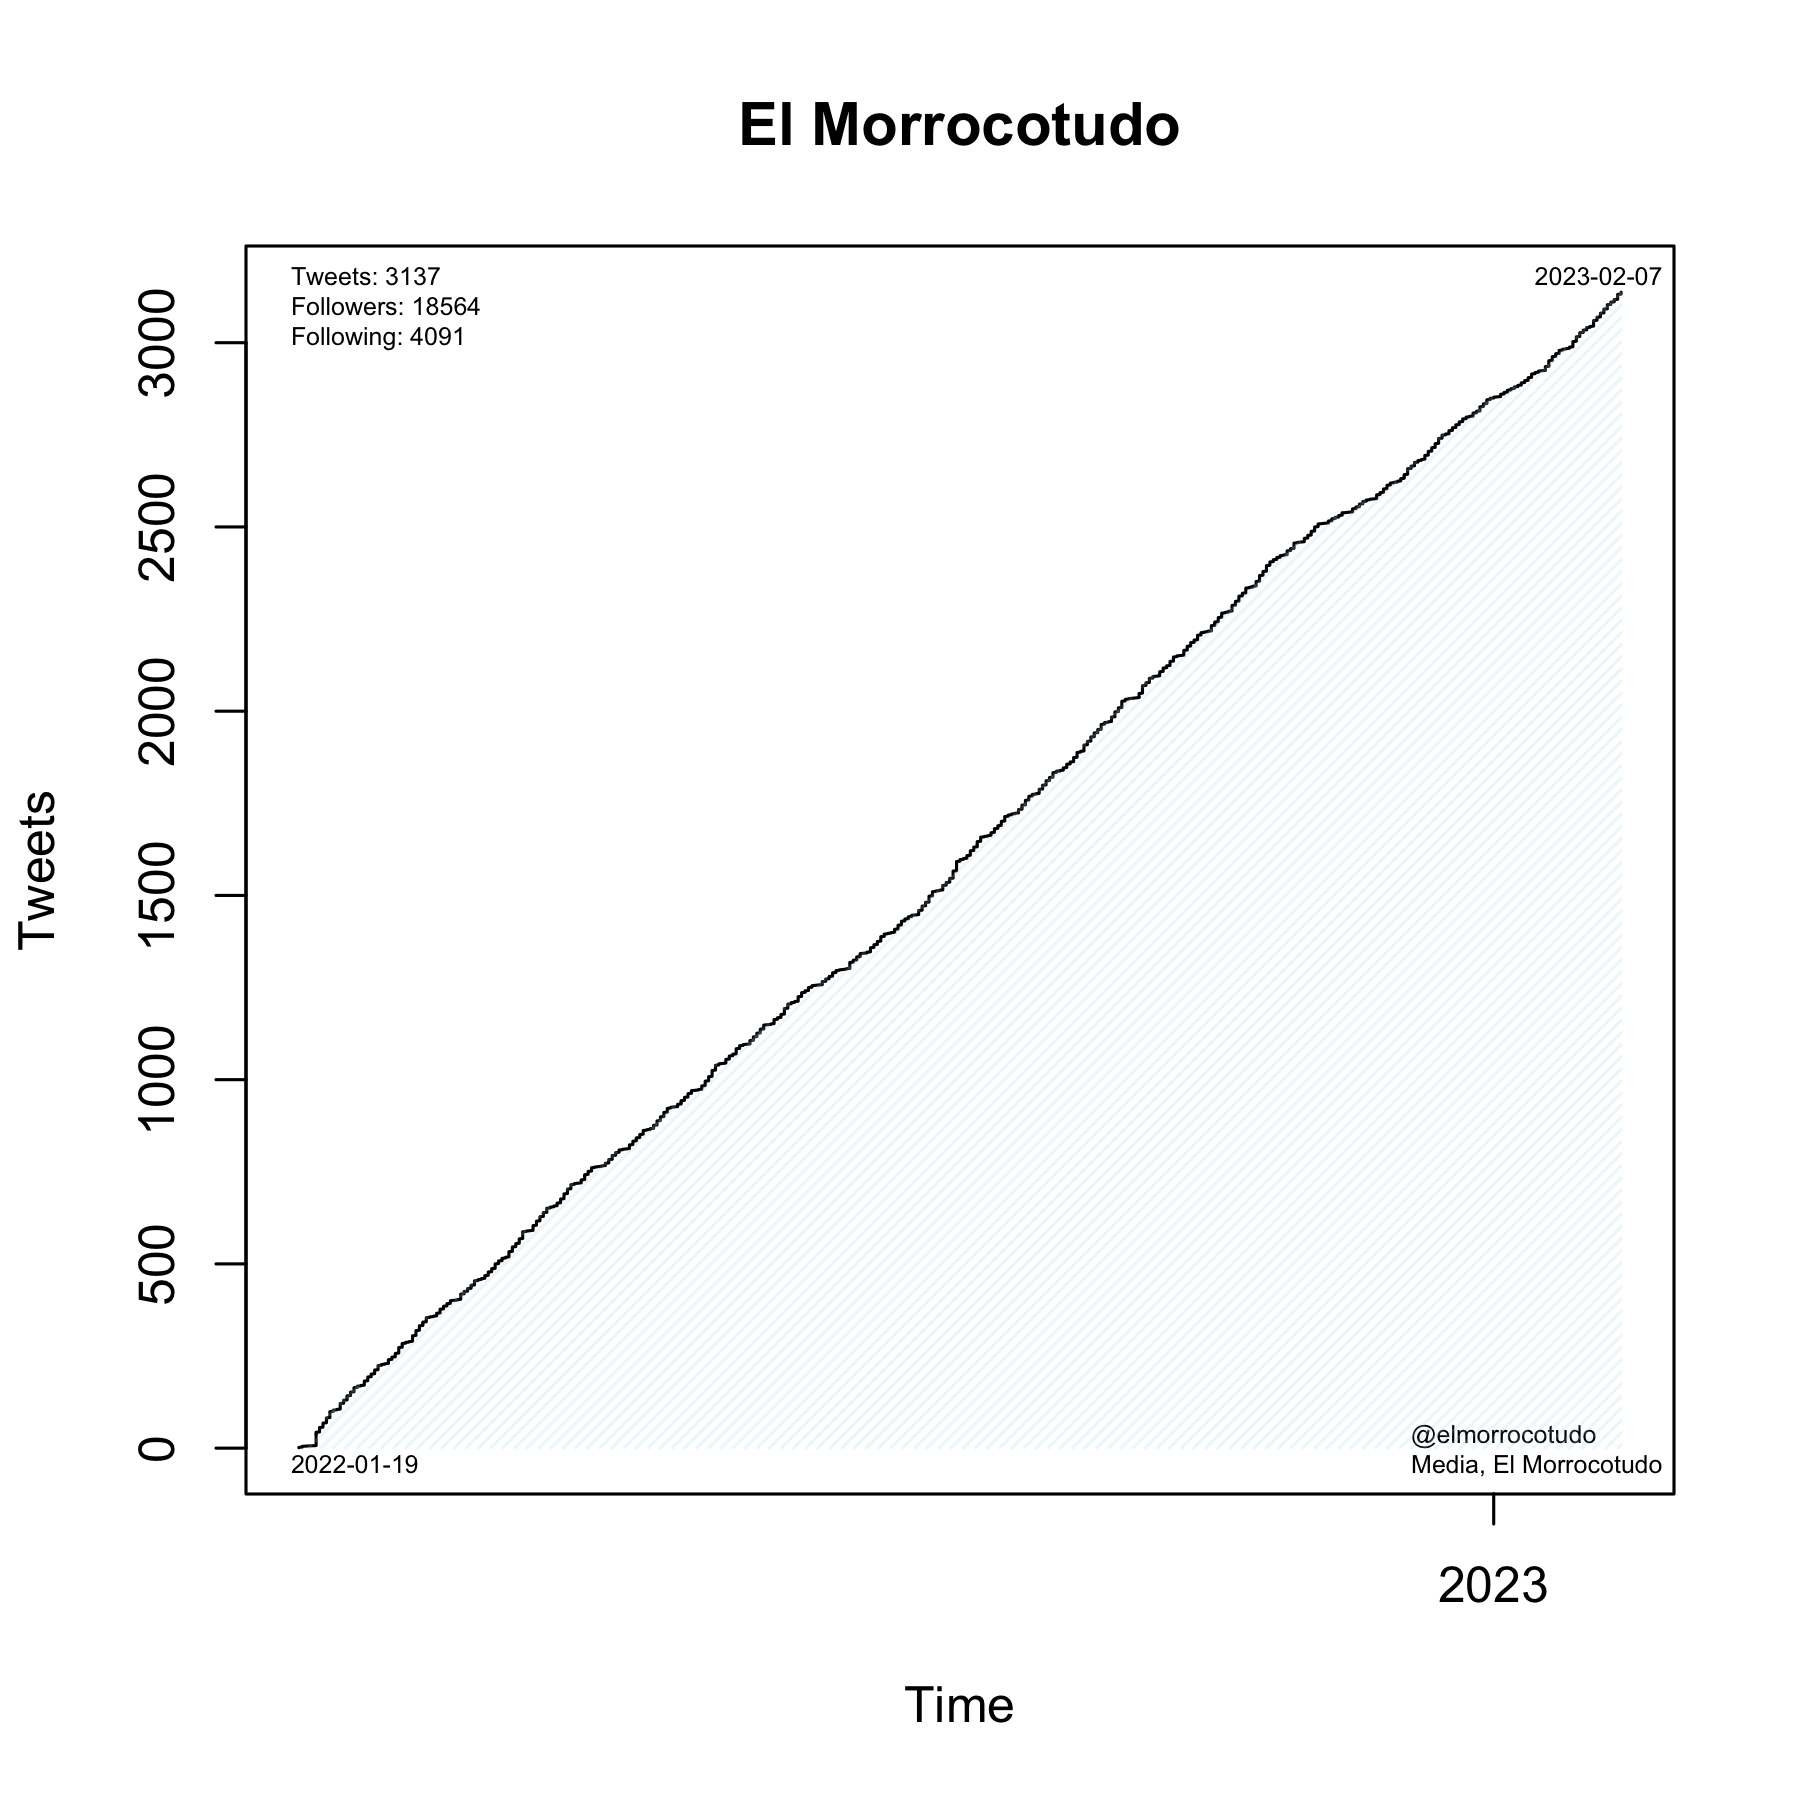 El Morrocotudo
Tweets: 3137
Followers: 18564
Following: 4091
2023-02-07
3000
2500
2000
1500
1000
500
0
Tweets
2022-01-19
@elmorrocotudo
Media, El Morrocotudo
2023
Time